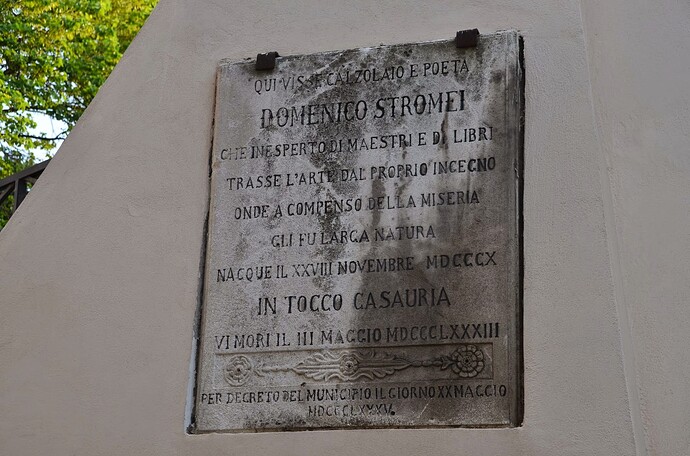 QUI VISSE CALZOLAIO E POETA
DOMENICO STROMEI
CHE INESPERTO DI MAESTRI E DI LIBRI
TRASSE L'ARTE DAL PROPRIO INGEGNO
ONDE A COMPENSO DELLA MISERIA
GLI FU LARGA NATURA
NACQUE IL XXVIII NOVEMBRE MDCCCX
IN TOCCO CASAURIA
VI MORI IL III MAGGIO MDCCCLXXXIII
PER DECRETO DEL MUNICIPIO IL GIORNO XX MAGGIO
MDCCCLXXXV